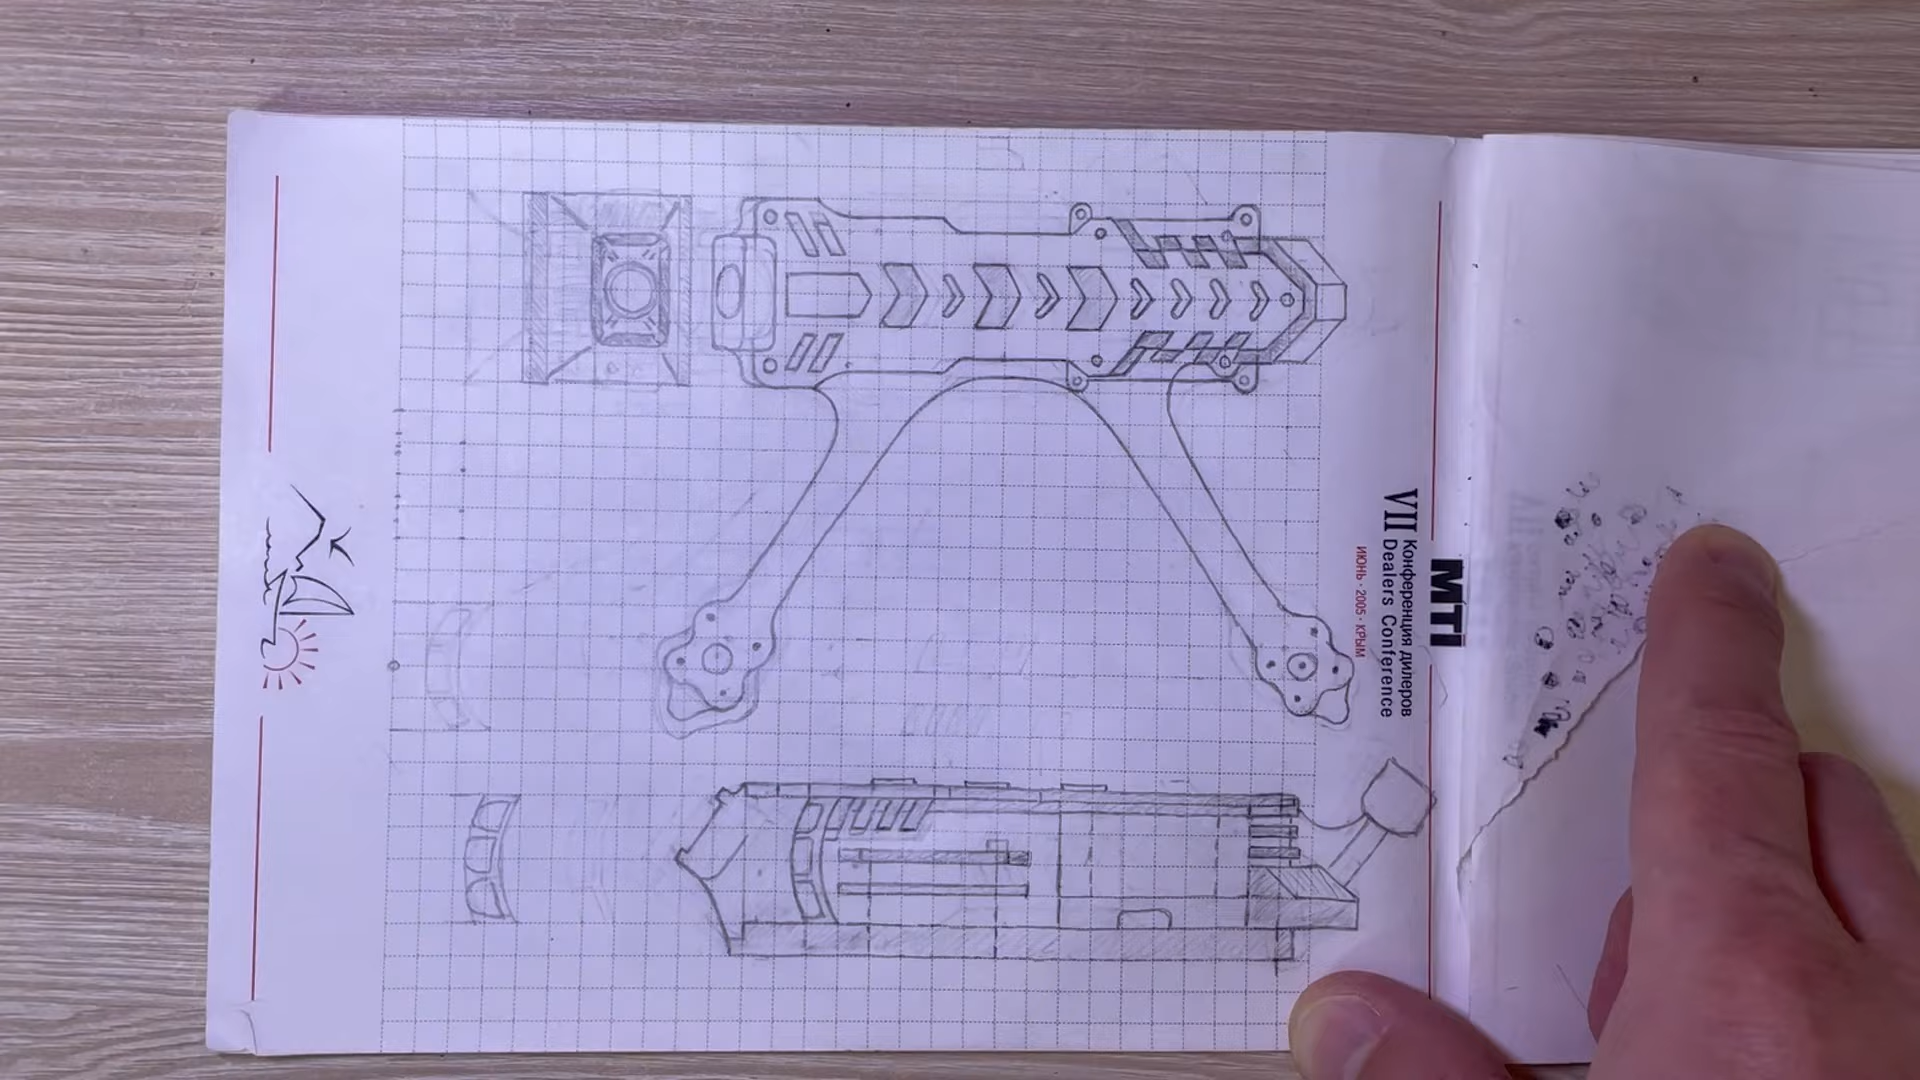 MTI
VII Конференция дилеров
Dealers Conference
ИЮНЬ · 2005 · КРЫМ